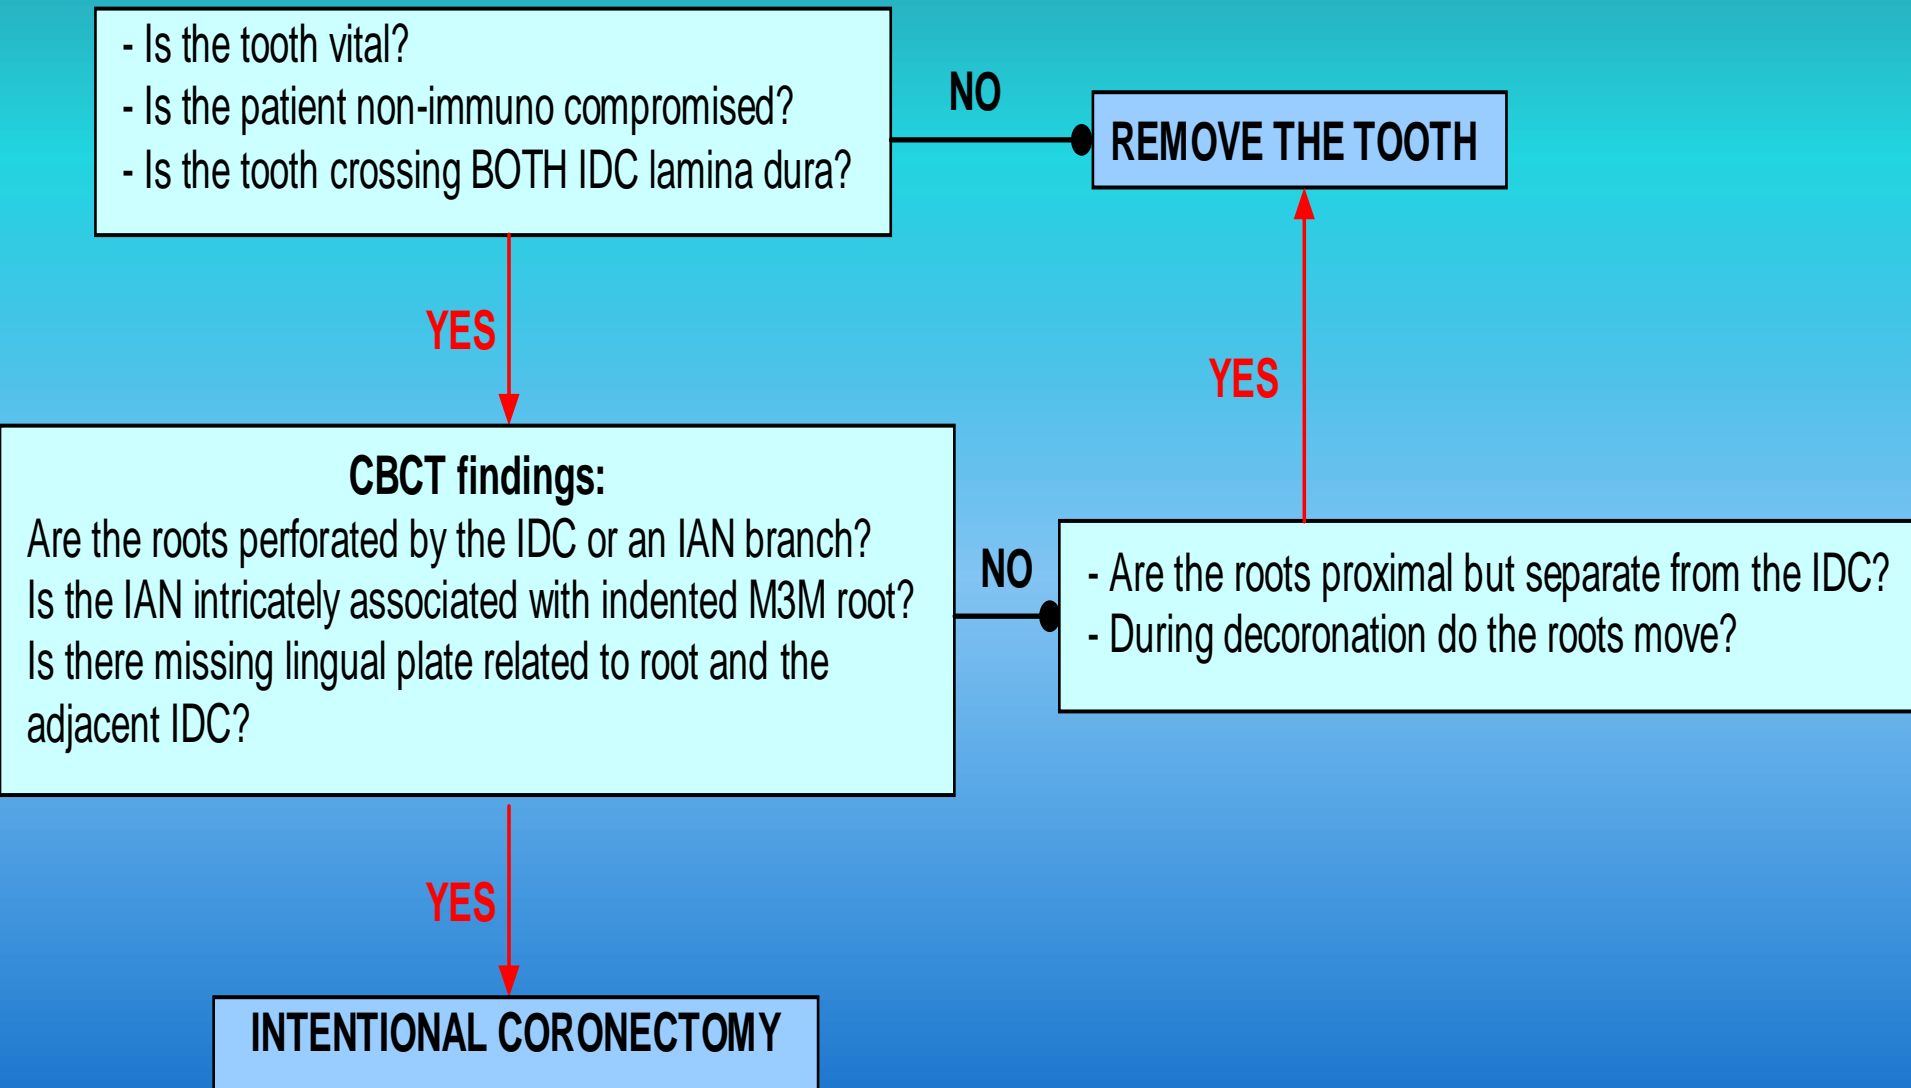 - Is the tooth vital?
- Is the patient non-immuno compromised?
- Is the tooth crossing BOTH IDC lamina dura?
NO
REMOVE THE TOOTH
YES
YES
CBCT findings:
Are the roots perforated by the IDC or an IAN branch?
Is the IAN intricately associated with indented M3M root?
Is there missing lingual plate related to root and the
adjacent IDC?
NO
- Are the roots proximal but separate from the IDC?
- During decoronation do the roots move?
YES
INTENTIONAL CORONECTOMY